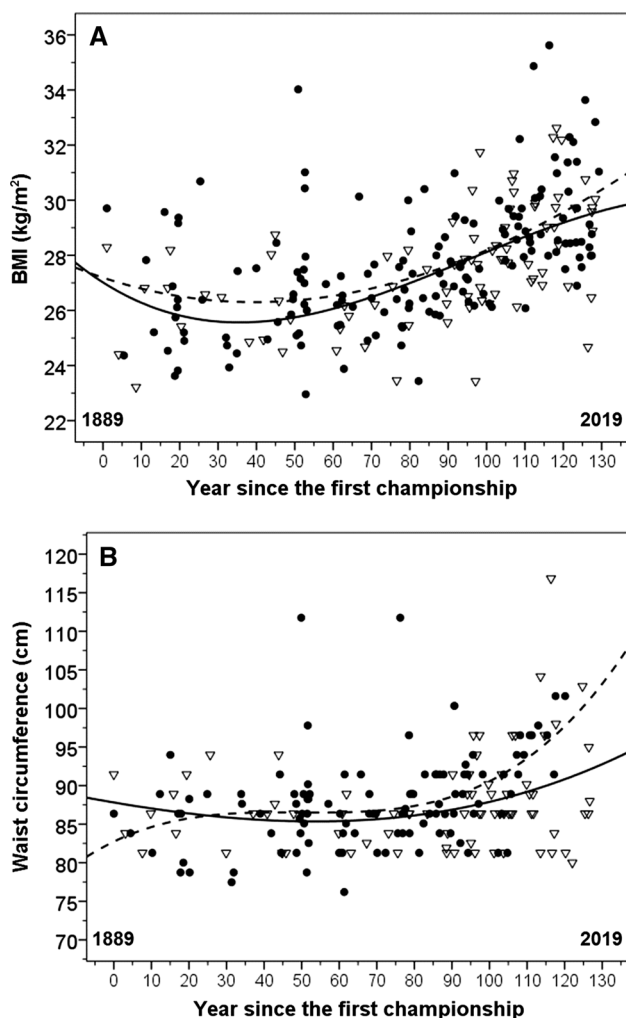 A
BMI (kg/m²)
36
34
32
30
28
26
24
22
1889
2019
0 10 20 30 40 50 60 70 80 90 100 110 120 130
Year since the first championship
B
Waist circumference (cm)
120
115
110
105
100
95
90
85
80
75
70
1889
2019
0 10 20 30 40 50 60 70 80 90 100 110 120 130
Year since the first championship